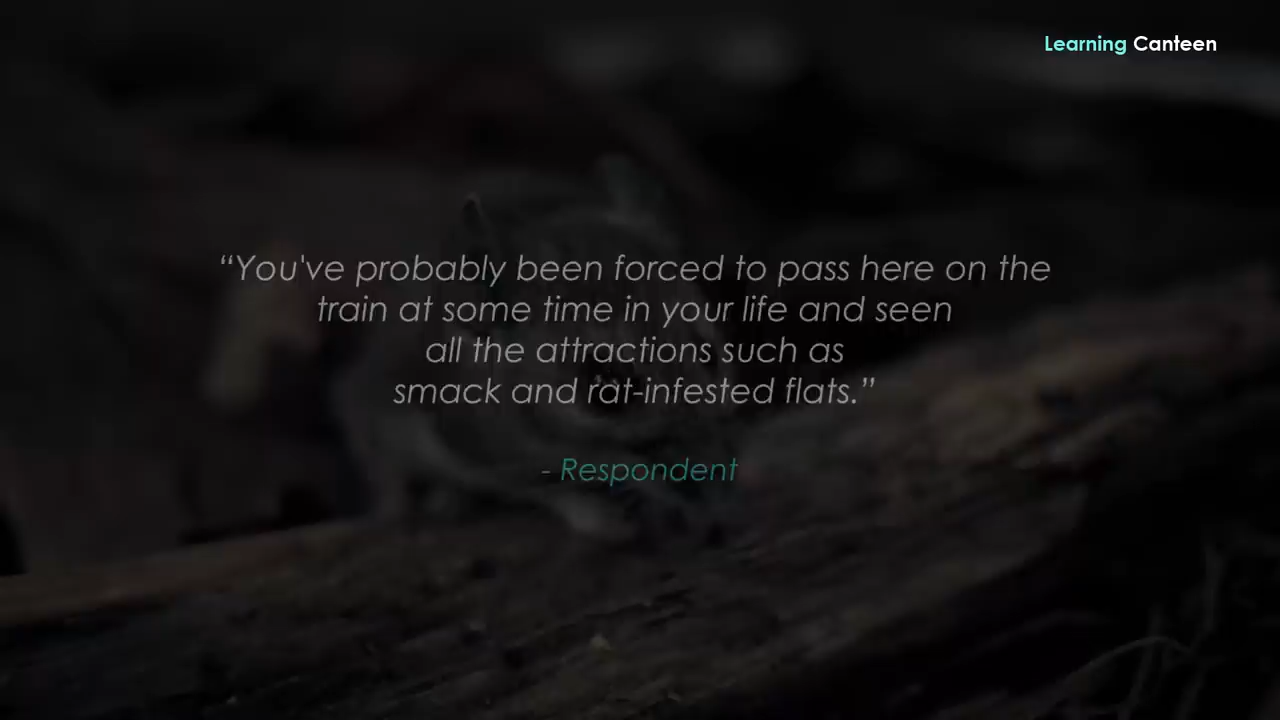 Learning Canteen
“You've probably been forced to pass here on the
train at some time in your life and seen
all the attractions such as
smack and rat-infested flats.”
- Respondent